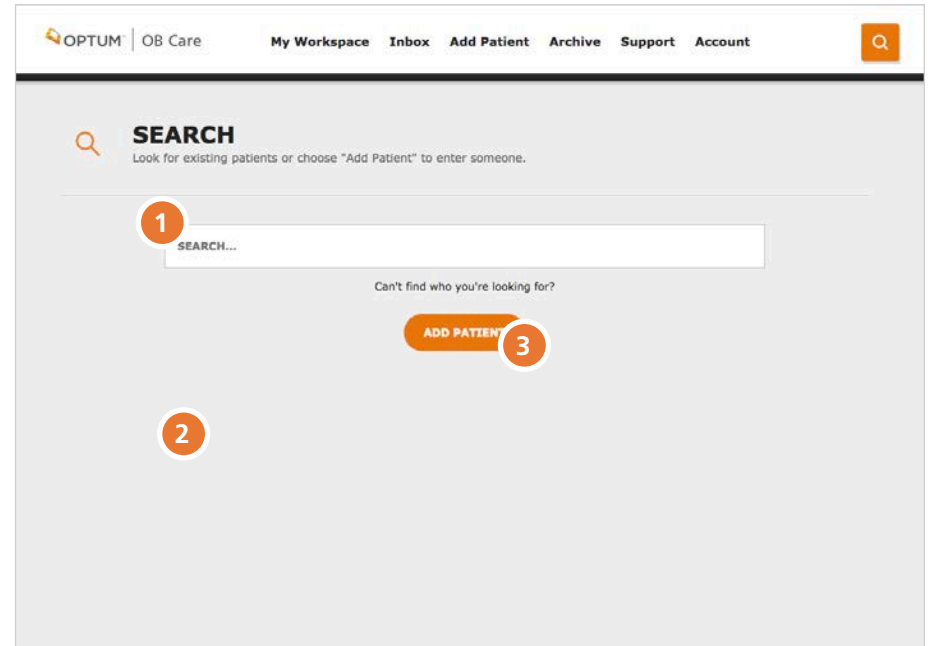 OPTUM™ OB Care My Workspace Inbox Add Patient Archive Support Account
SEARCH
Look for existing patients or choose "Add Patient" to enter someone.
1
SEARCH...
Can't find who you're looking for?
ADD PATIENT
3
2